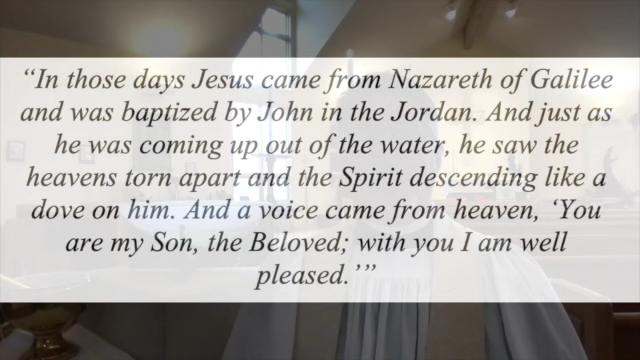 “In those days Jesus came from Nazareth of Galilee
and was baptized by John in the Jordan. And just as
he was coming up out of the water, he saw the
heavens torn apart and the Spirit descending like a
dove on him. And a voice came from heaven, ‘You
are my Son, the Beloved; with you I am well
pleased.’”